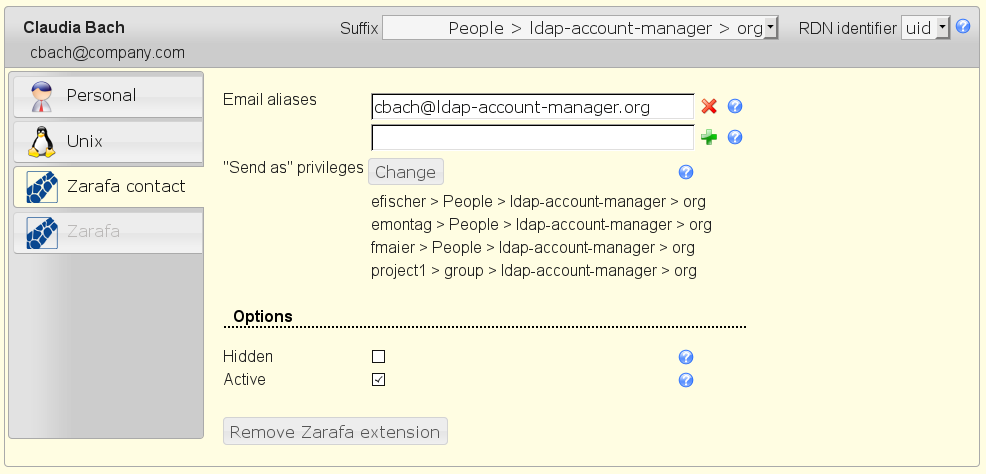 Claudia Bach
Suffix People > ldap-account-manager > org RDN identifier uid
cbach@company.com
Personal
Unix
Zarafa contact
Zarafa
Email aliases cbach@ldap-account-manager.org
"Send as" privileges Change
efischer > People > ldap-account-manager > org
emontag > People > ldap-account-manager > org
fmaier > People > ldap-account-manager > org
project1 > group > ldap-account-manager > org
Options
Hidden
Active
Remove Zarafa extension